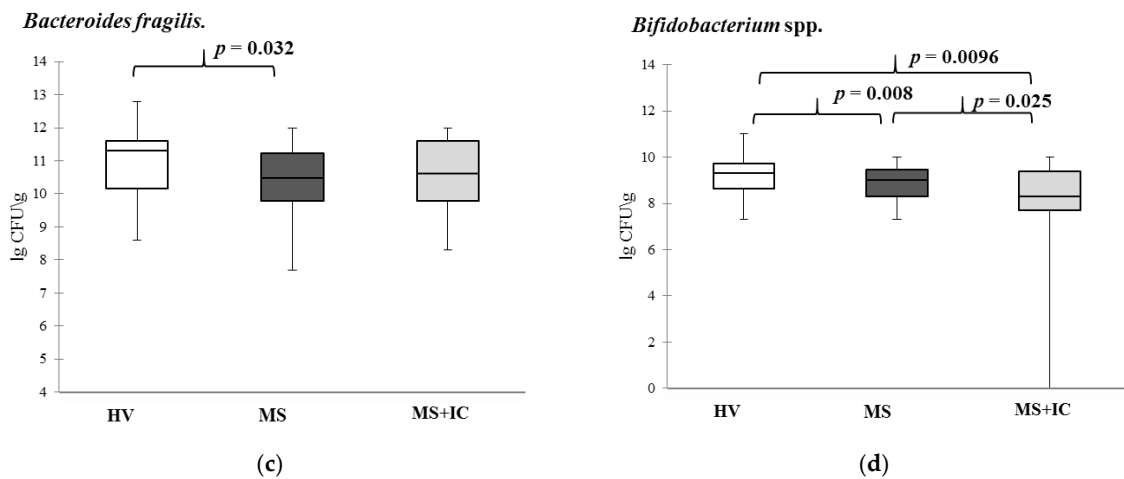 Bacteroides fragilis.
p = 0.032
14
13
12
11
10
9
8
7
6
5
4
lg CFU\g
HV
MS
MS+IC
(c)
Bifidobacterium spp.
p = 0.0096
p = 0.008
p = 0.025
14
12
10
8
6
4
2
0
lg CFU\g
HV
MS
MS+IC
(d)